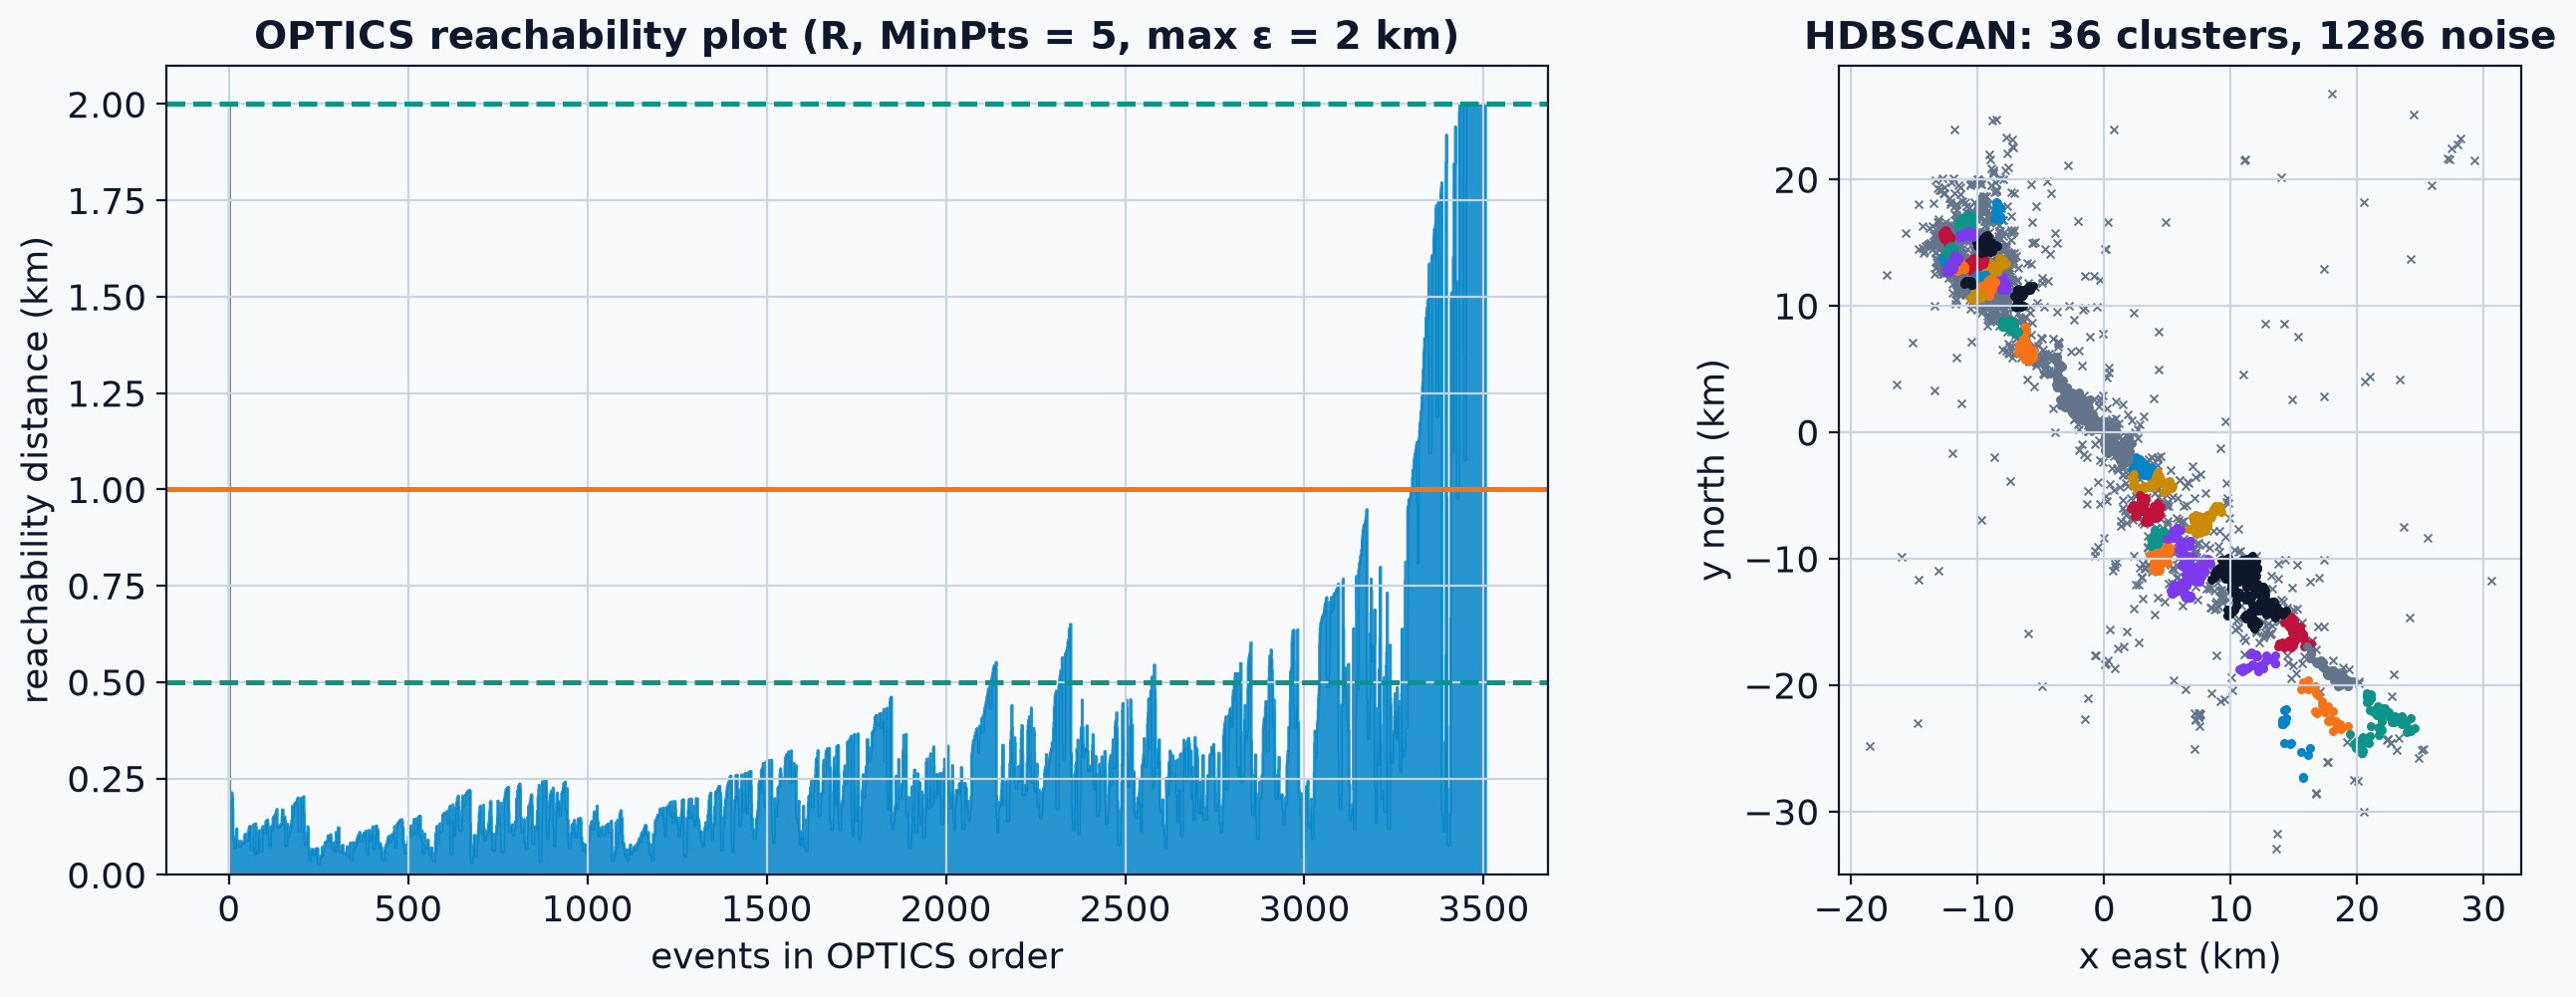 OPTICS reachability plot (R, MinPts = 5, max ε = 2 km)
reachability distance (km)
2.00
1.75
1.50
1.25
1.00
0.75
0.50
0.25
0.00
0 500 1000 1500 2000 2500 3000 3500
events in OPTICS order
HDBSCAN: 36 clusters, 1286 noise
y north (km)
20
10
0
−10
−20
−30
−20 −10 0 10 20 30
x east (km)